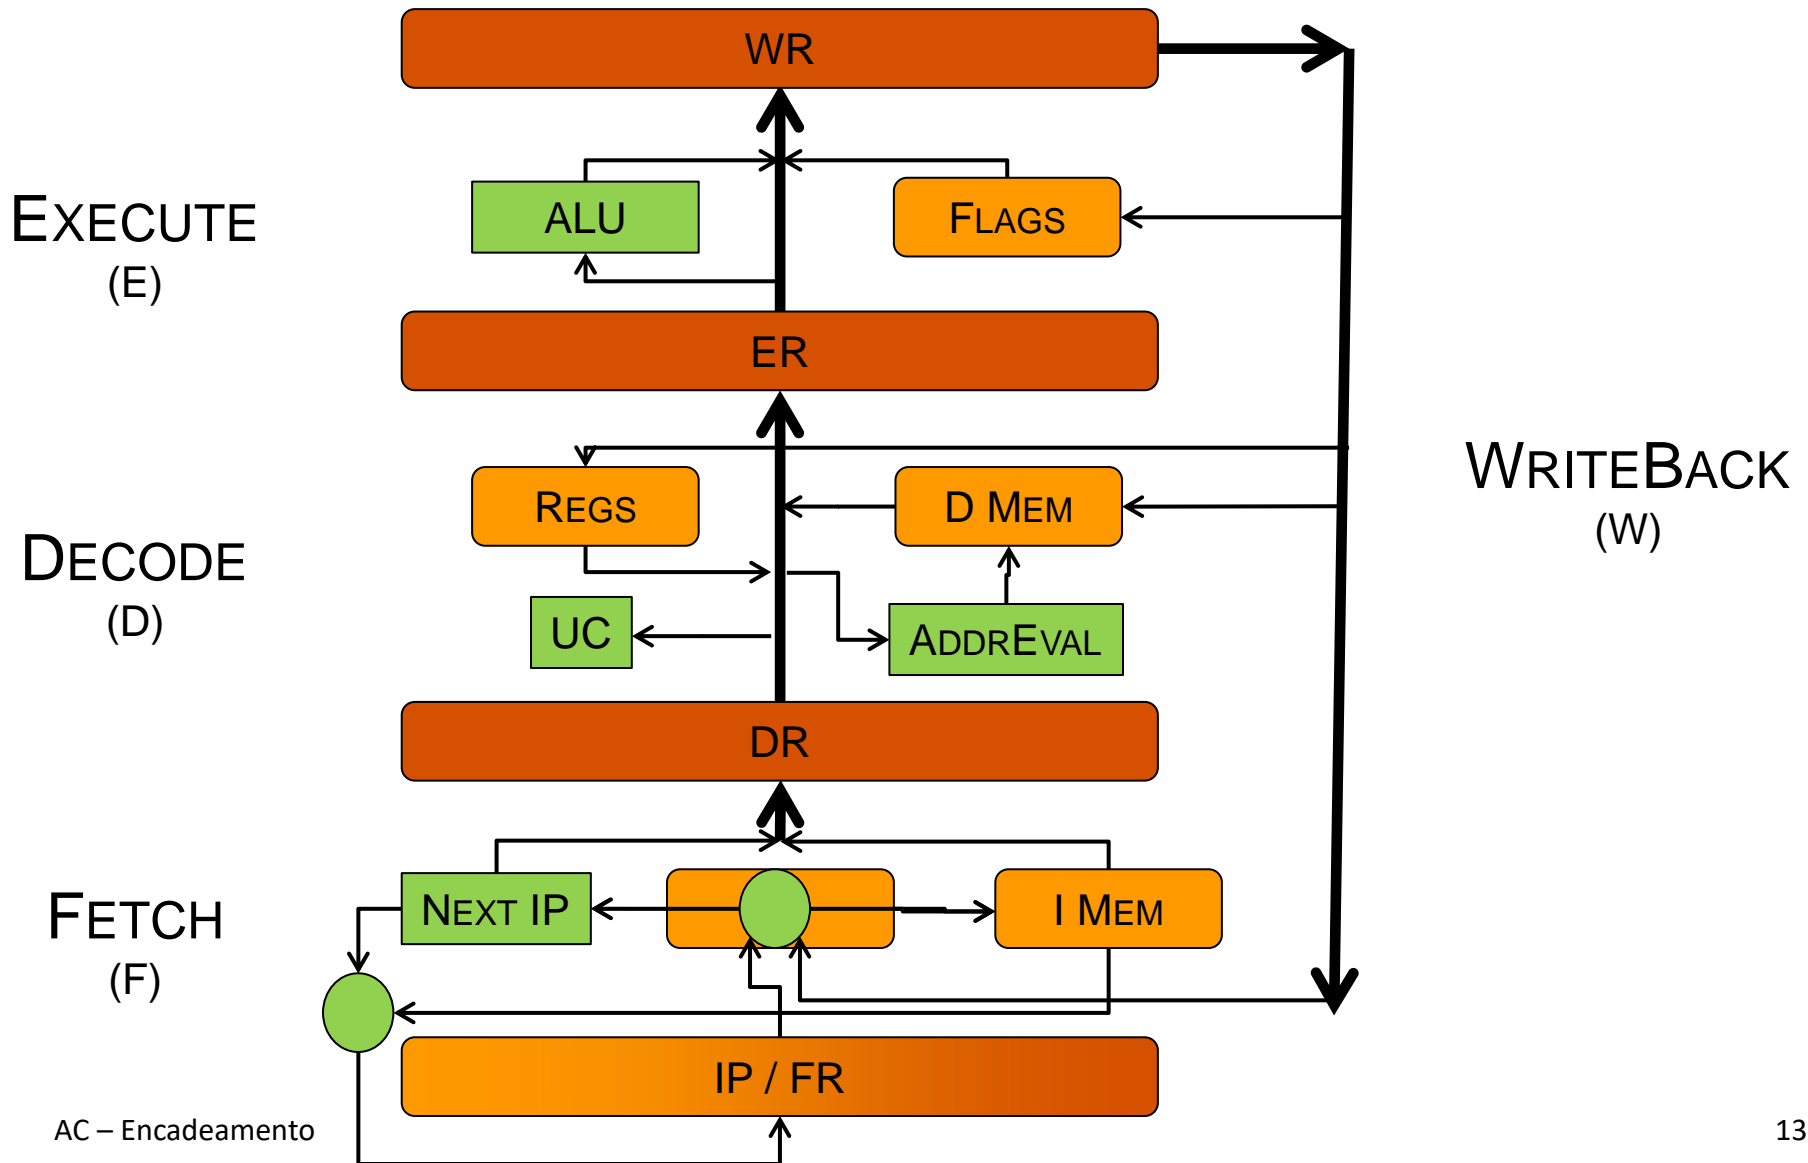 WR
EXECUTE
(E)
ALU
FLAGS
ER
WRITEBACK
(W)
REGS
D MEM
DECODE
(D)
UC
ADDREVAL
DR
FETCH
(F)
NEXT IP
I MEM
IP / FR
AC – Encadeamento
13